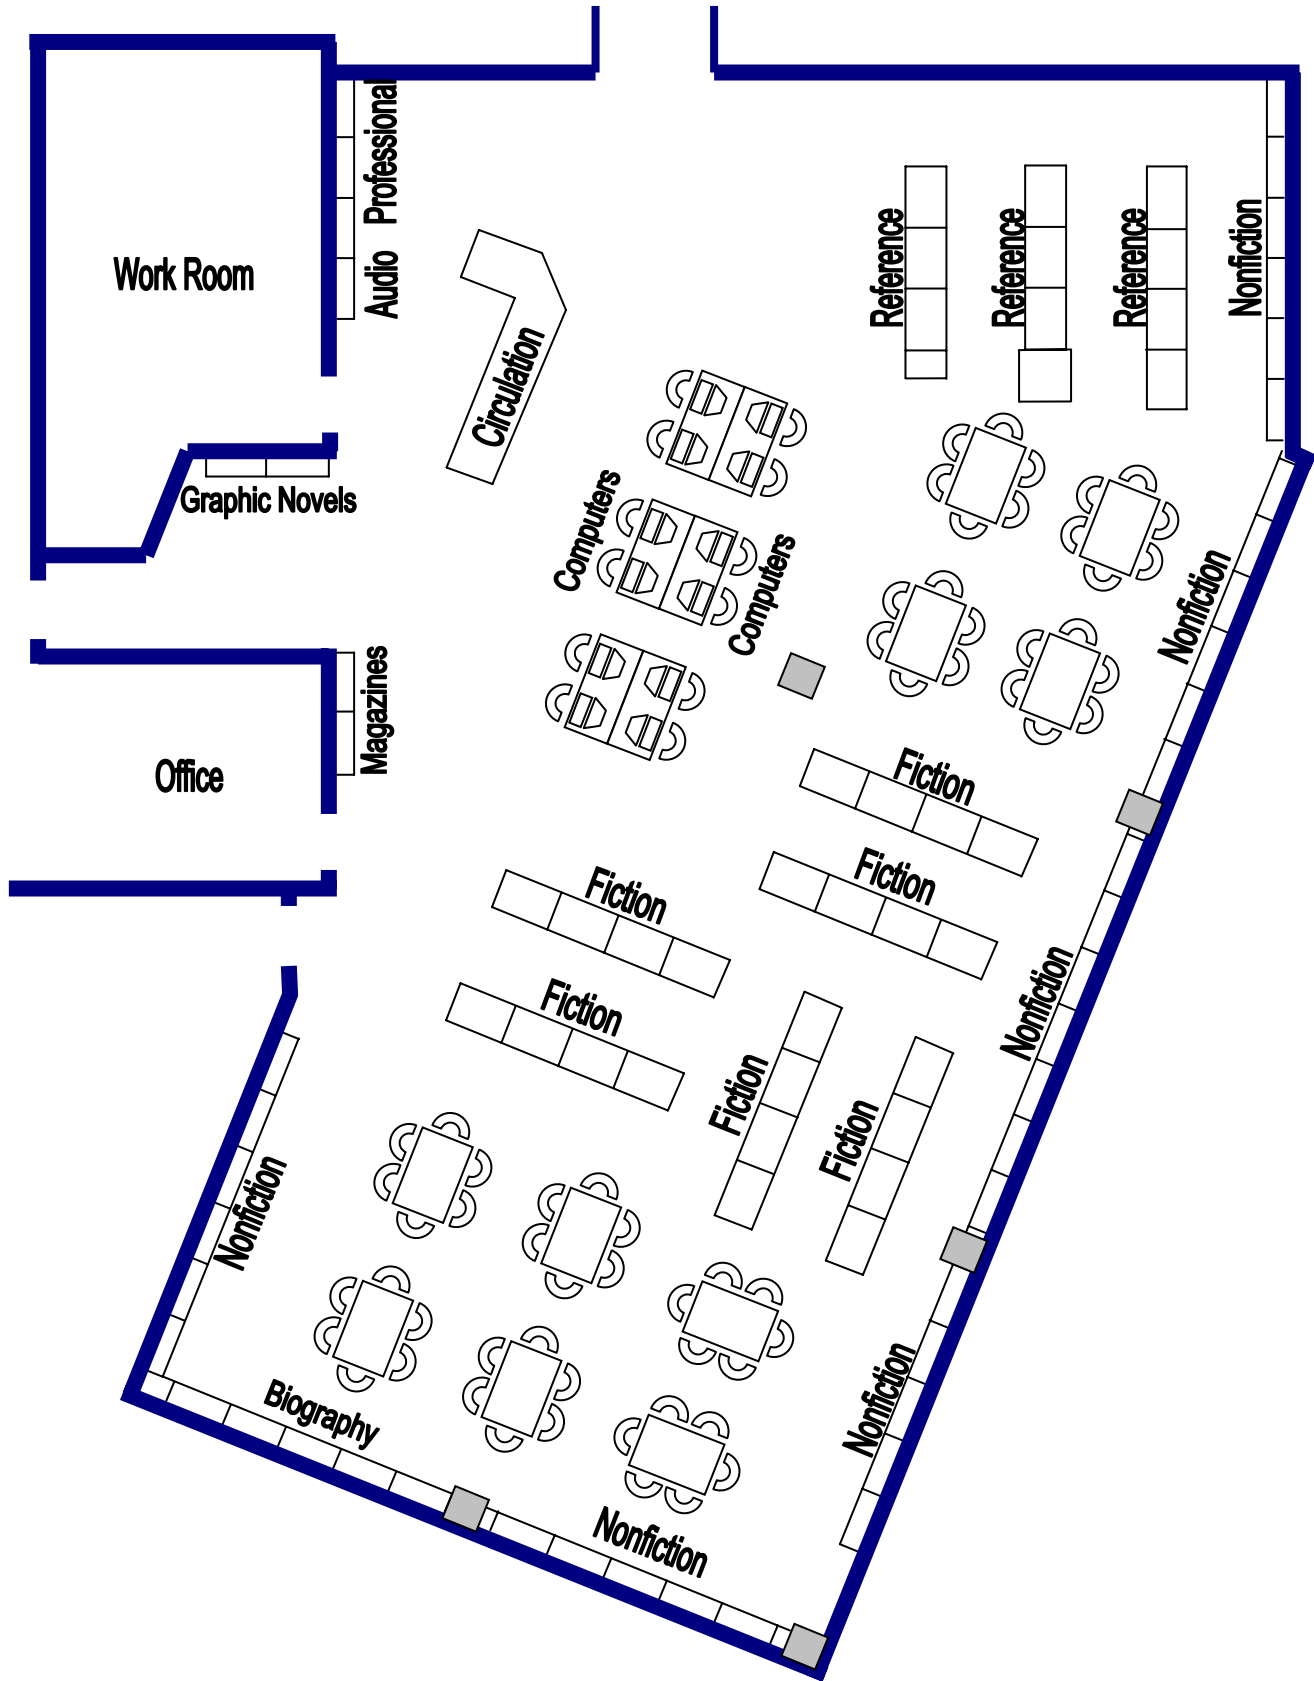 Professional
Audio
Work Room
Reference
Reference
Reference
Nonfiction
Circulation
Graphic Novels
Computers
Computers
Nonfiction
Magazines
Office
Fiction
Fiction
Fiction
Fiction
Nonfiction
Fiction
Fiction
Nonfiction
Nonfiction
Biography
Nonfiction